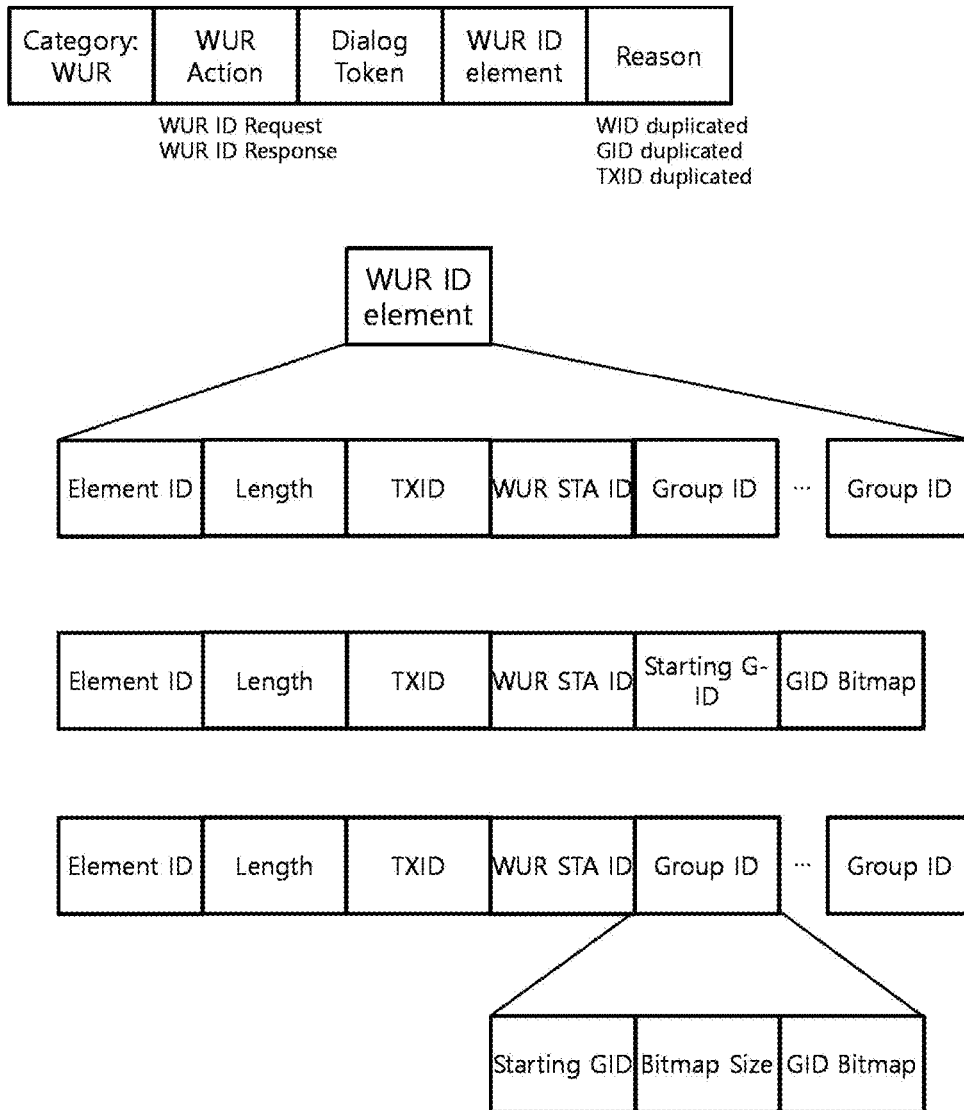 Category: WUR
WUR Action
Dialog Token
WUR ID element
Reason
WUR ID Request
WUR ID Response
WID duplicated
GID duplicated
TXID duplicated
WUR ID element
Element ID Length TXID WUR STA ID Group ID ... Group ID
Element ID Length TXID WUR STA ID Starting G-ID GID Bitmap
Element ID Length TXID WUR STA ID Group ID ... Group ID
Starting GID Bitmap Size GID Bitmap